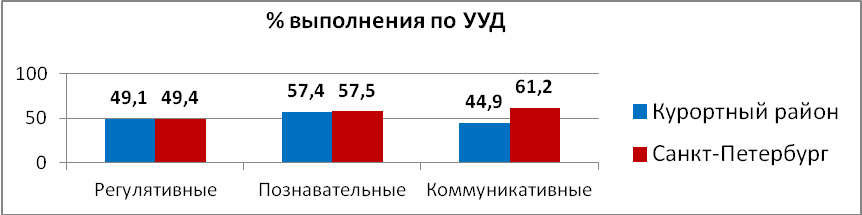 % выполнения по УУД
100
50
0
49,1 49,4
57,4 57,5
44,9 61,2
Регулятивные Познавательные Коммуникативные
Курортный район
Санкт-Петербург